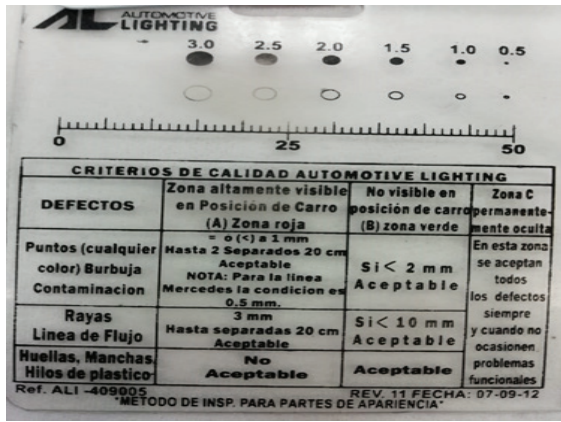 AL AUTOMOTIVE
LIGHTING
3.0 2.5 2.0 1.5 1.0 0.5
0 25 50
CRITERIOS DE CALIDAD AUTOMOTIVE LIGHTING
DEFECTOS
Zona altamente visible
en Posición de Carro
(A) Zona roja
No visible en
posición de carro
(B) zona verde
Zona C
permanente-
mente oculta
Puntos (cualquier
color) Burbuja
Contaminacion
= o (<) a 1 mm
Hasta 2 Separados 20 cm
Aceptable
NOTA: Para la linea
Mercedes la condicion es
0.5 mm.
Si < 2 mm
Aceptable
En esta zona
se aceptan
todos
los defectos
siempre
y cuando no
ocasionen
problemas
funcionales
Rayas
Linea de Flujo
3 mm
Hasta separadas 20 cm
Aceptable
Si < 10 mm
Aceptable
Huellas, Manchas,
Hilos de plastico
No
Aceptable
Aceptable
Ref. ALI -409005
REV. 11 FECHA: 07-09-12
"METODO DE INSP. PARA PARTES DE APARIENCIA"